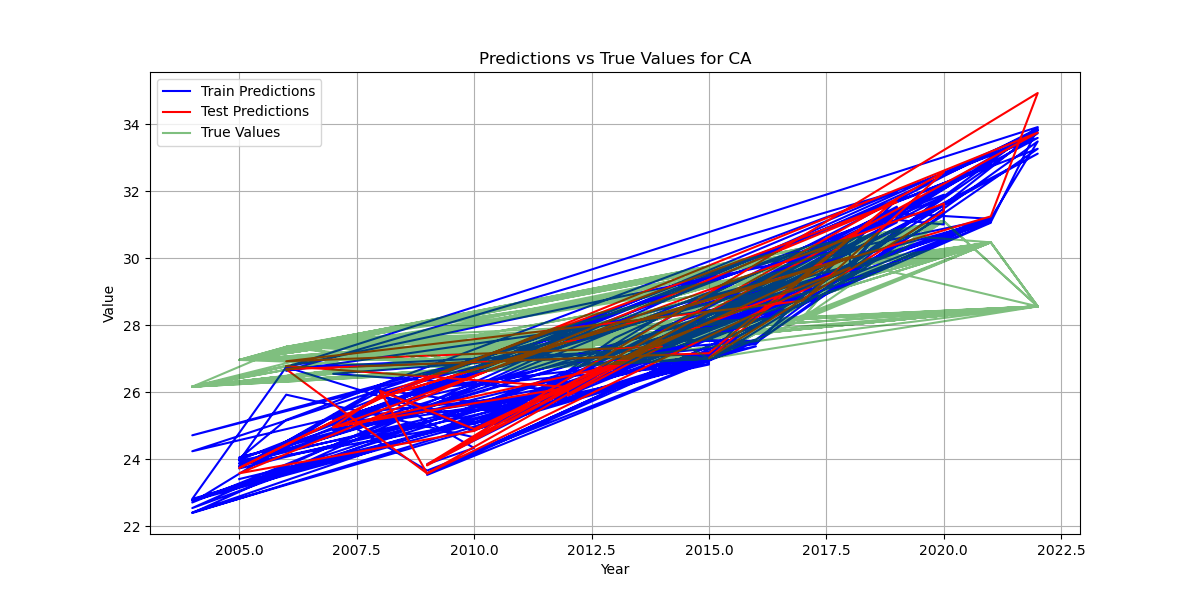 Predictions vs True Values for CA
Train Predictions
Test Predictions
True Values
34
32
30
28
26
24
22
Value
2005.0 2007.5 2010.0 2012.5 2015.0 2017.5 2020.0 2022.5
Year